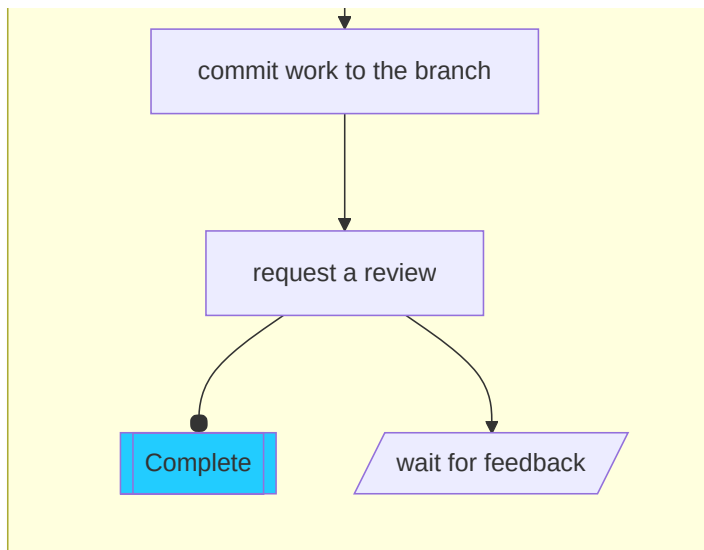 commit work to the branch
request a review
Complete
wait for feedback